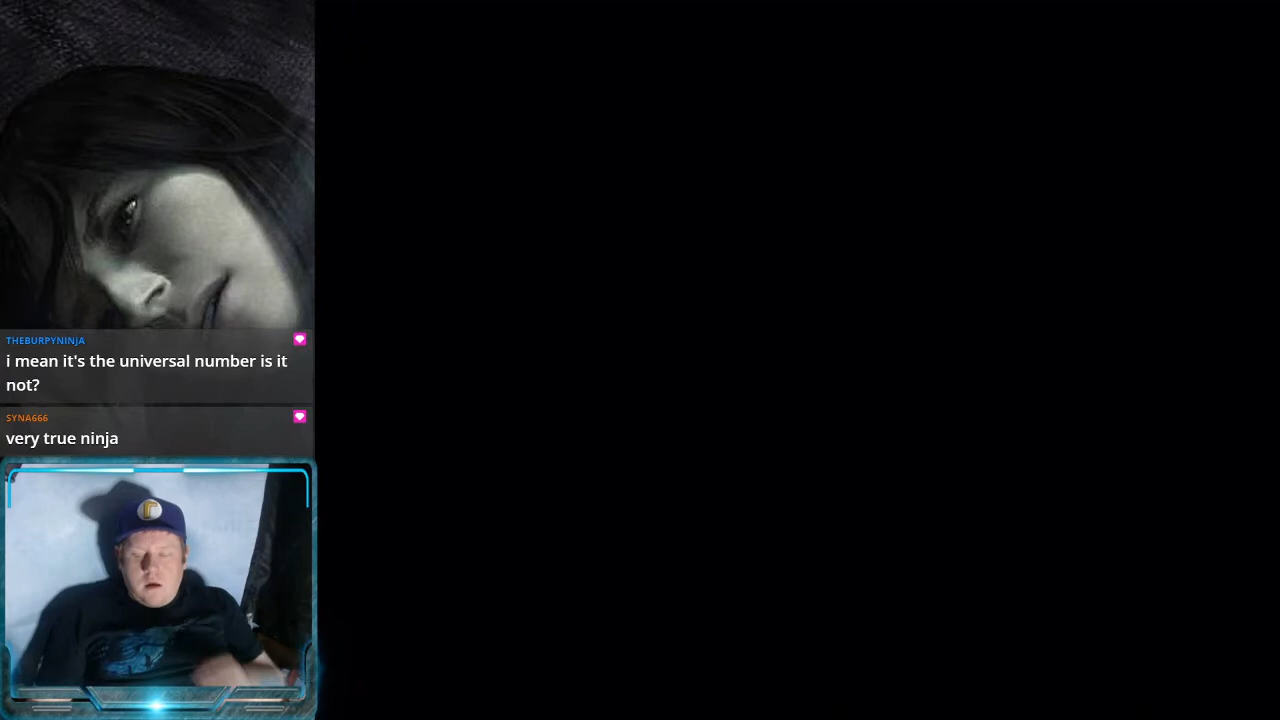 THEBURPYNINJA
i mean it's the universal number is it
not?
SYNA666
very true ninja